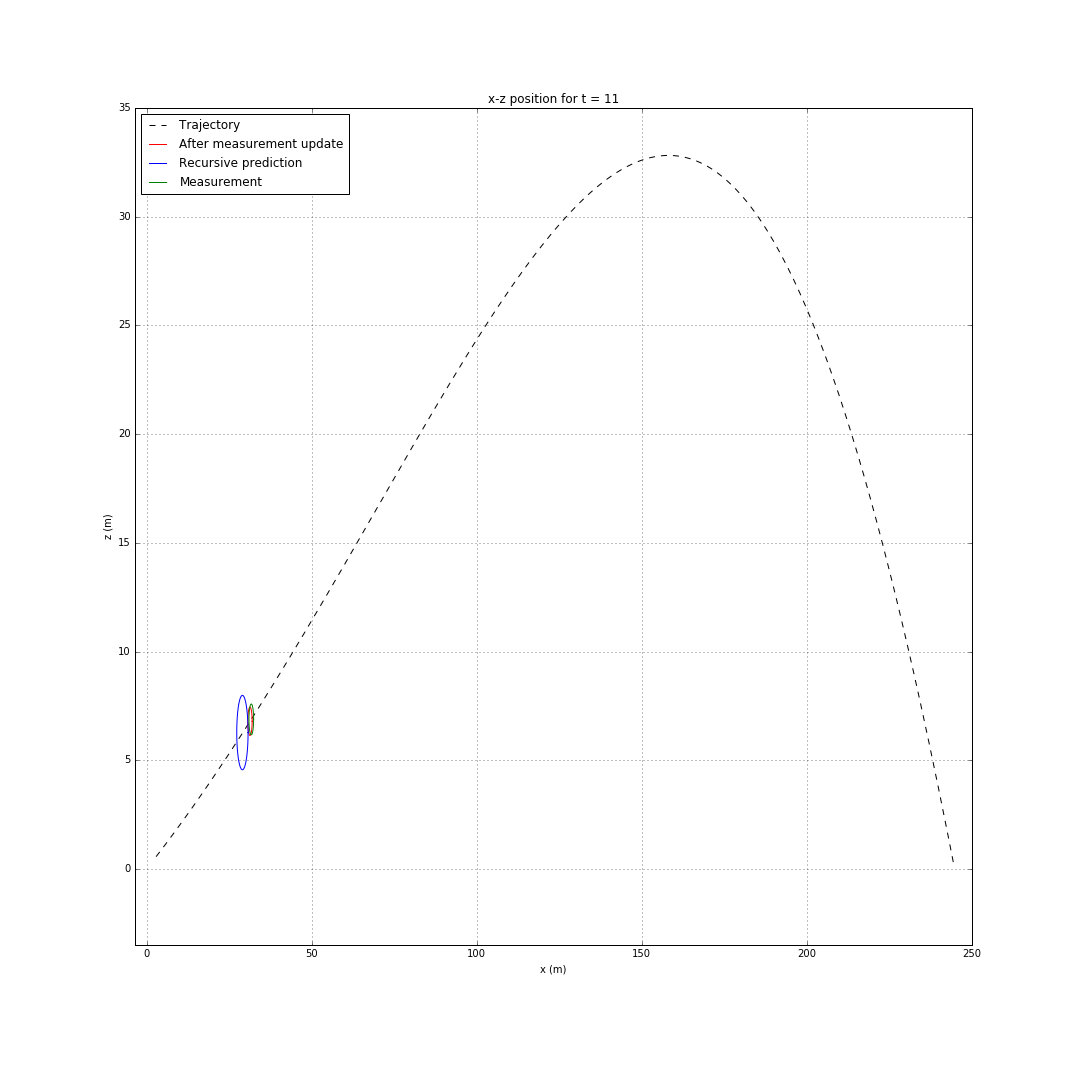 x-z position for t = 11
Trajectory
After measurement update
Recursive prediction
Measurement
35
30
25
20
15
10
5
0
z (m)
0 50 100 150 200 250
x (m)